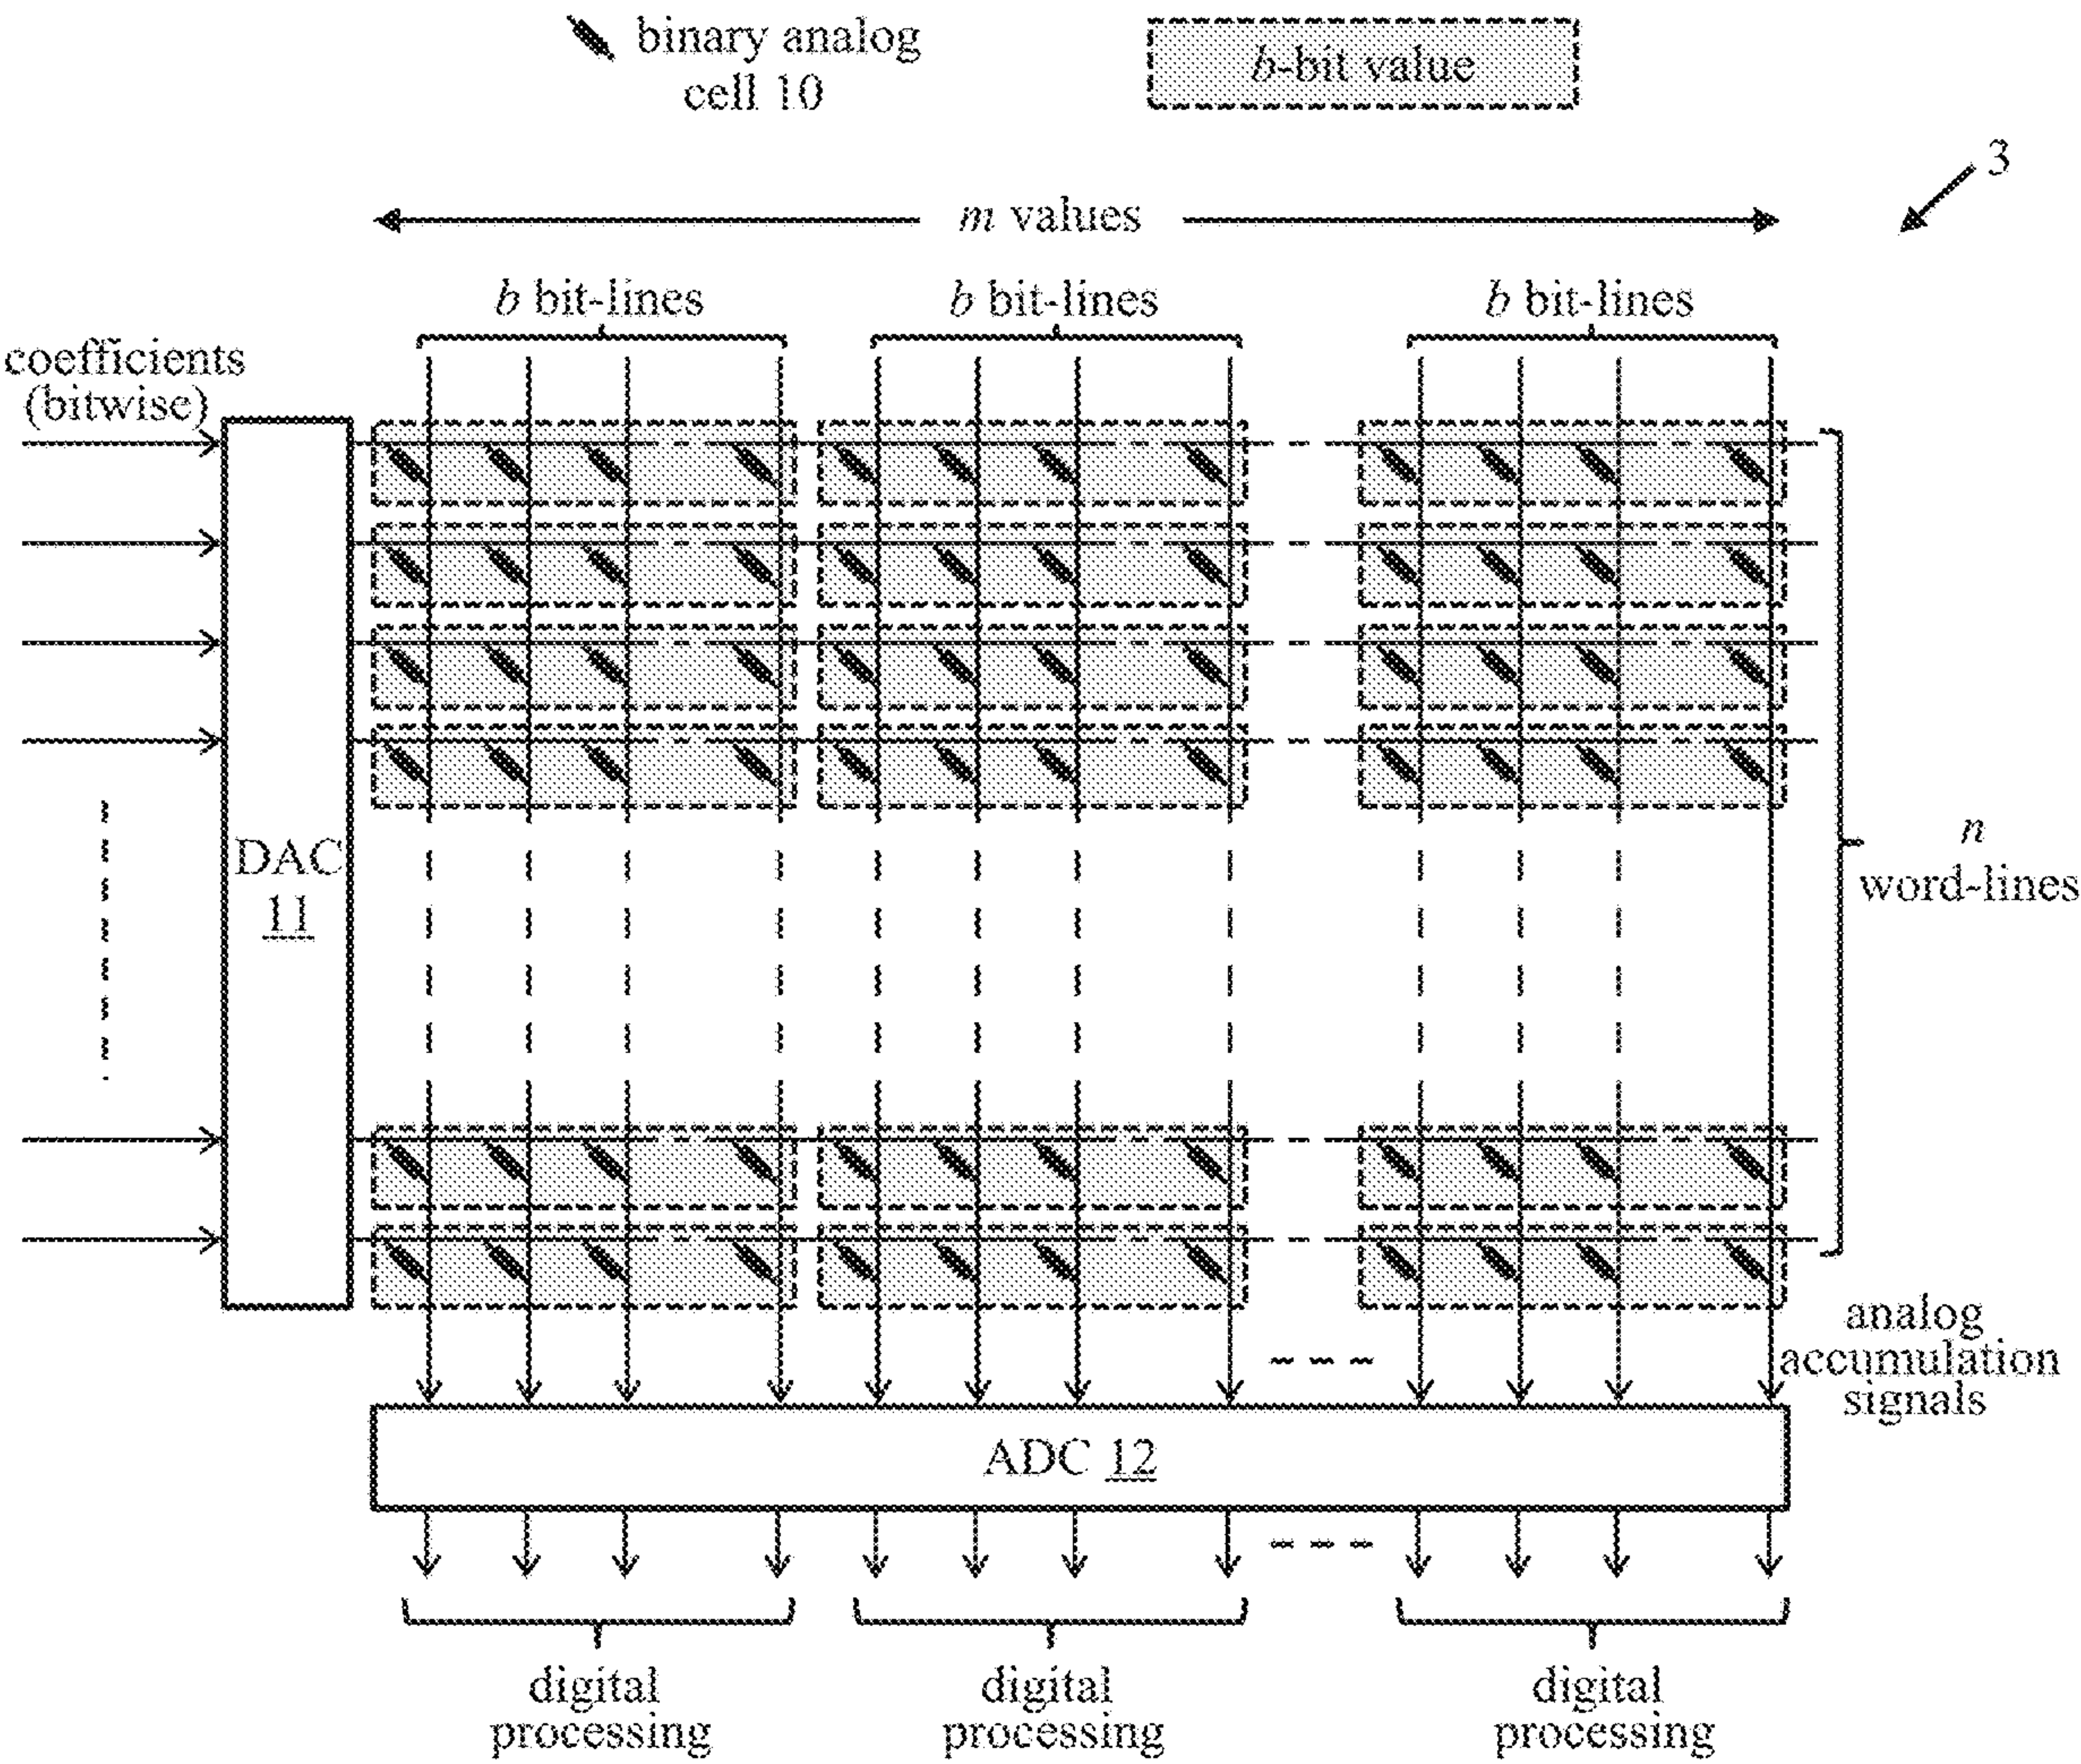 binary analog
cell 10
b-bit value
3
m values
b bit-lines
b bit-lines
b bit-lines
coefficients
(bitwise)
DAC
11
n
word-lines
analog
accumulation
signals
ADC 12
digital
processing
digital
processing
digital
processing